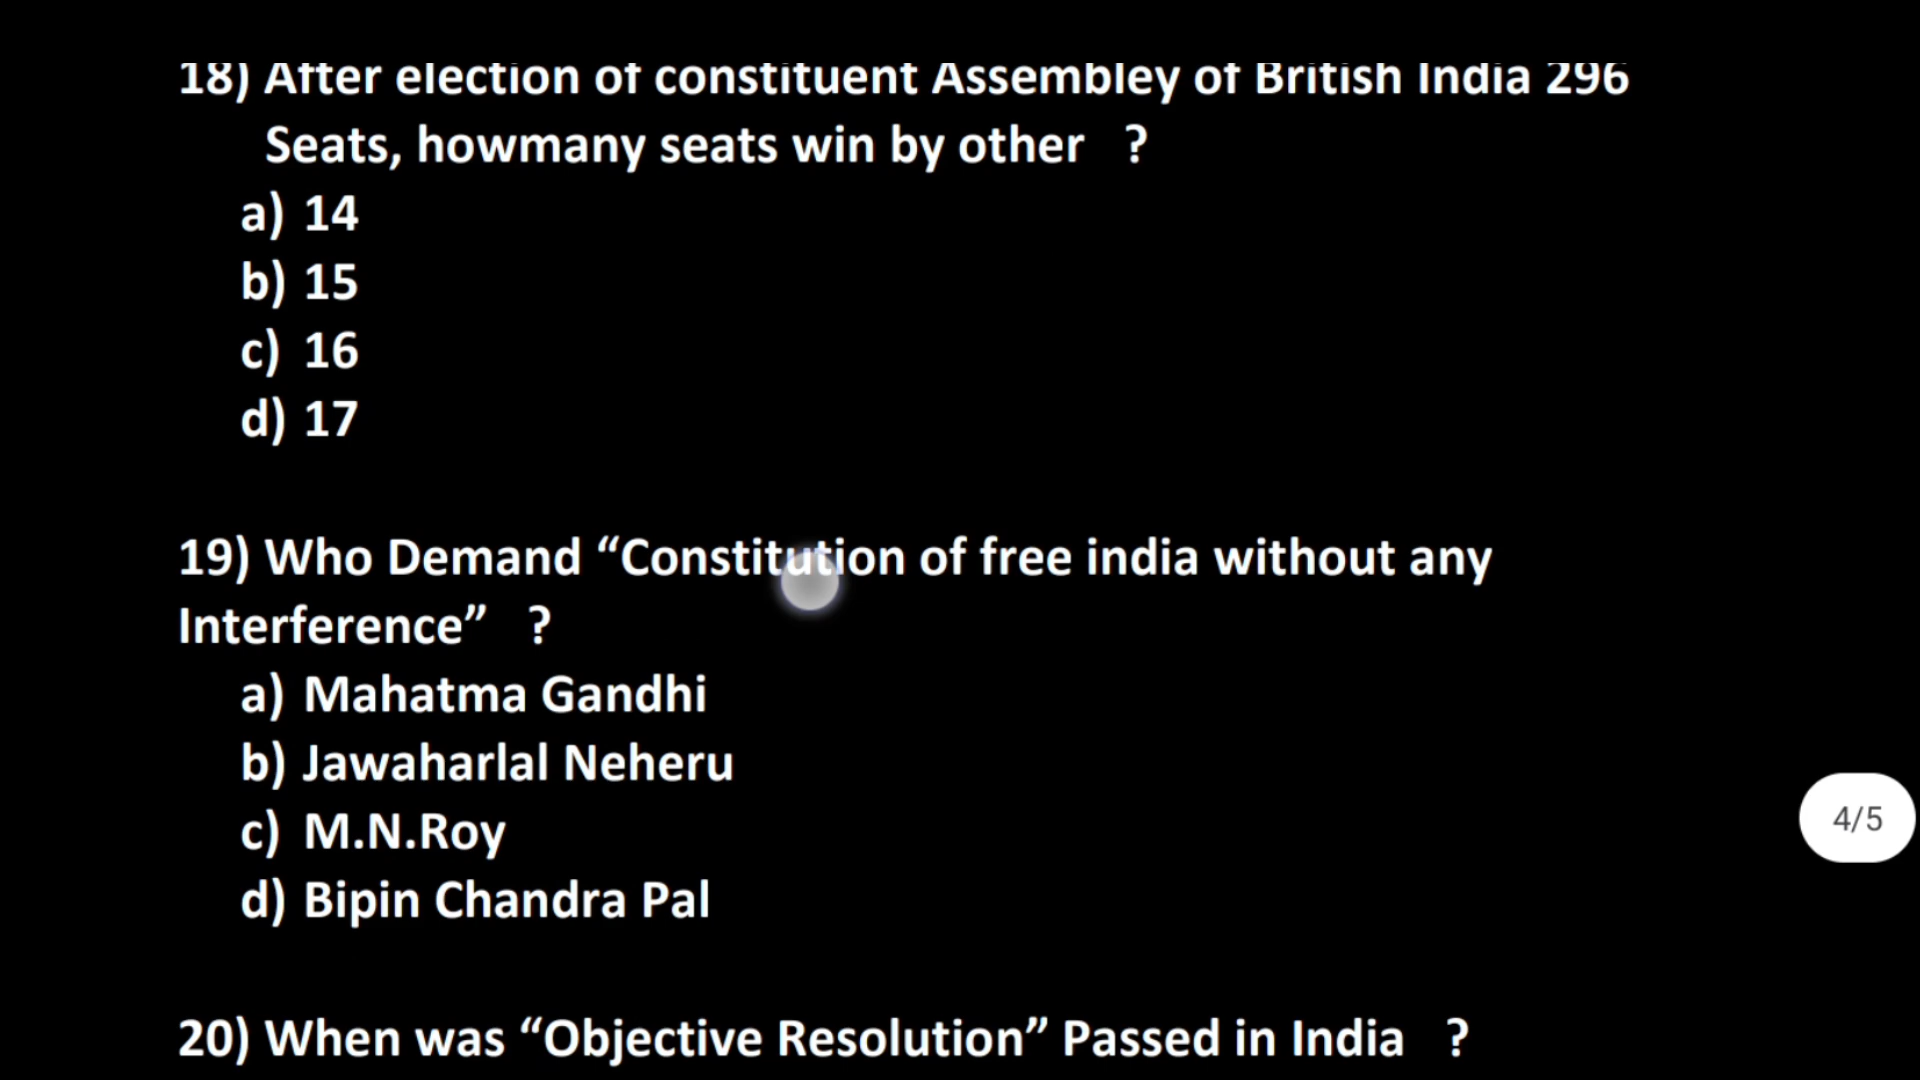 18) After election of constituent Assembley of British India 296
Seats, howmany seats win by other ?
a) 14
b) 15
c) 16
d) 17
19) Who Demand “Constitution of free india without any
Interference” ?
a) Mahatma Gandhi
b) Jawaharlal Neheru
c) M.N.Roy
d) Bipin Chandra Pal
4/5
20) When was “Objective Resolution” Passed in India ?